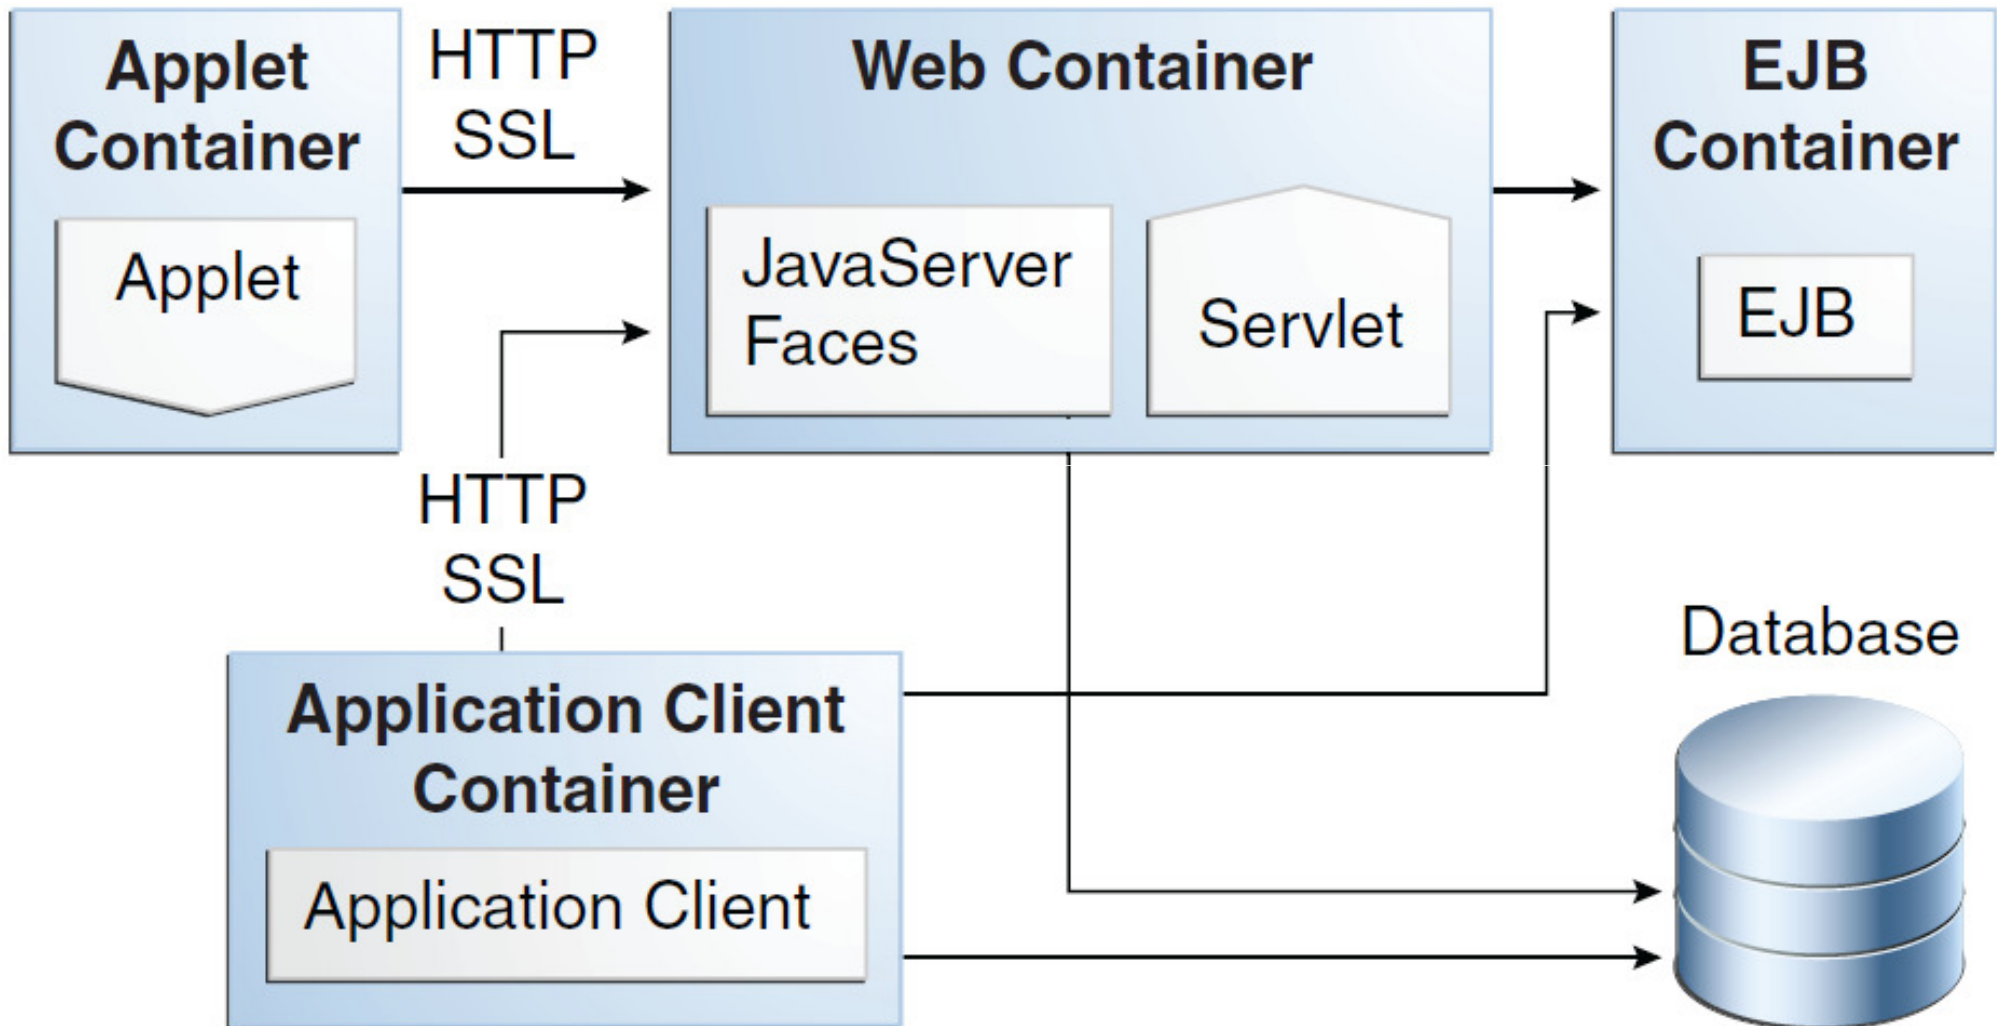 Applet
Container
Applet
HTTP
SSL
Web Container
JavaServer
Faces
Servlet
EJB
Container
EJB
HTTP
SSL
Application Client
Container
Application Client
Database